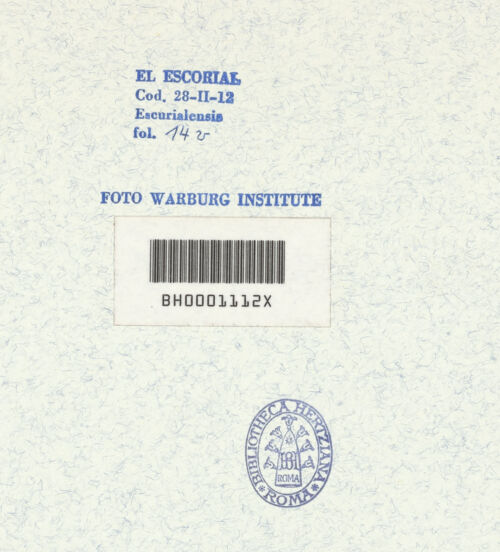 EL ESCORIAL
Cod. 28-II-12
Escurialensis
fol. 14 v
FOTO WARBURG INSTITUTE
BH0001112X
BIBLIOTHECA HERTZIANA
ROMA
* ROMA *